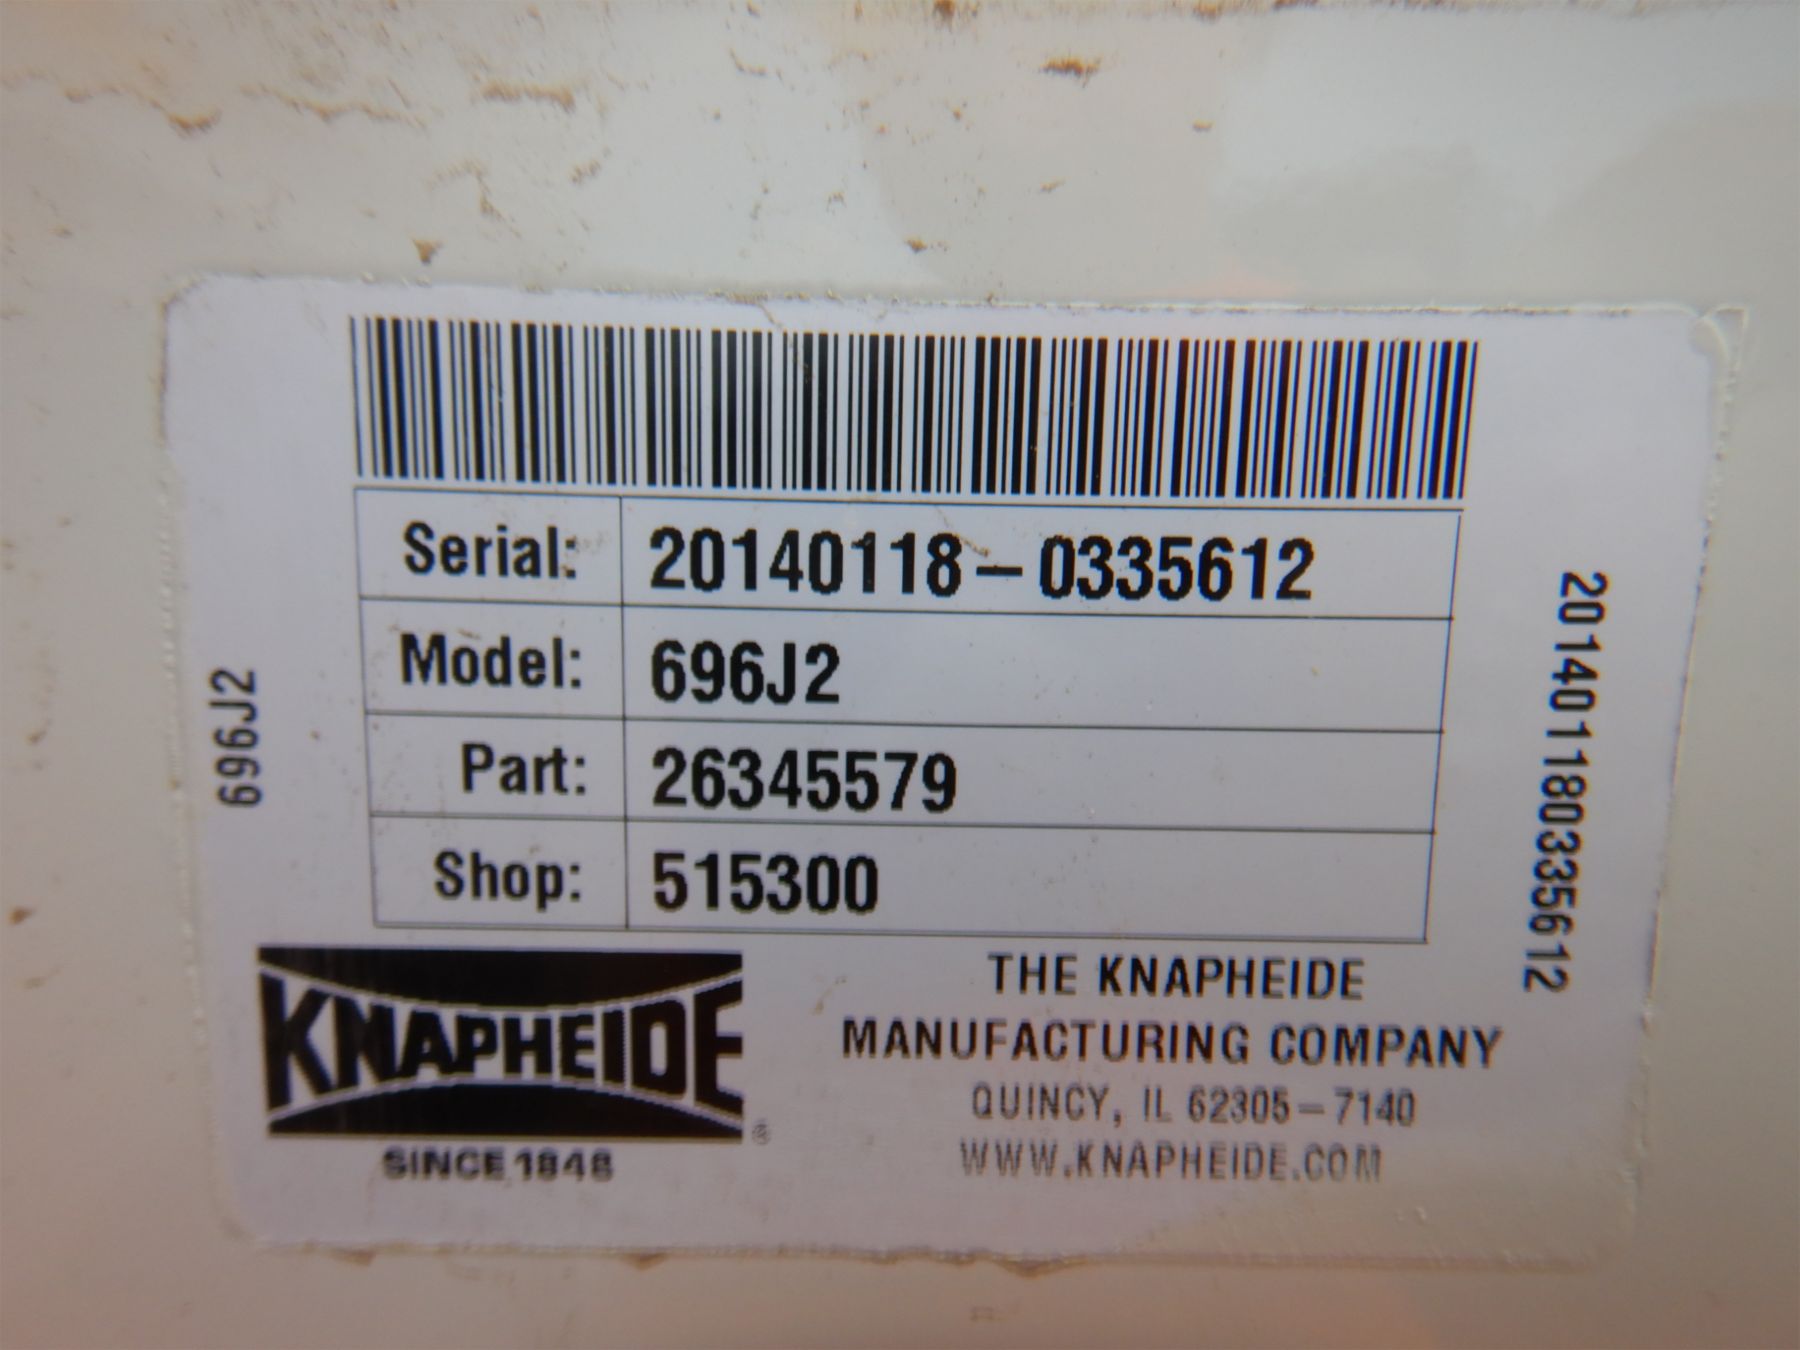 Serial: 20140118-0335612
Model: 696J2
Part: 26345579
Shop: 515300
696J2
201401180335612
KNAPHEIDE®
SINCE 1848
THE KNAPHEIDE
MANUFACTURING COMPANY
QUINCY, IL 62305-7140
WWW.KNAPHEIDE.COM